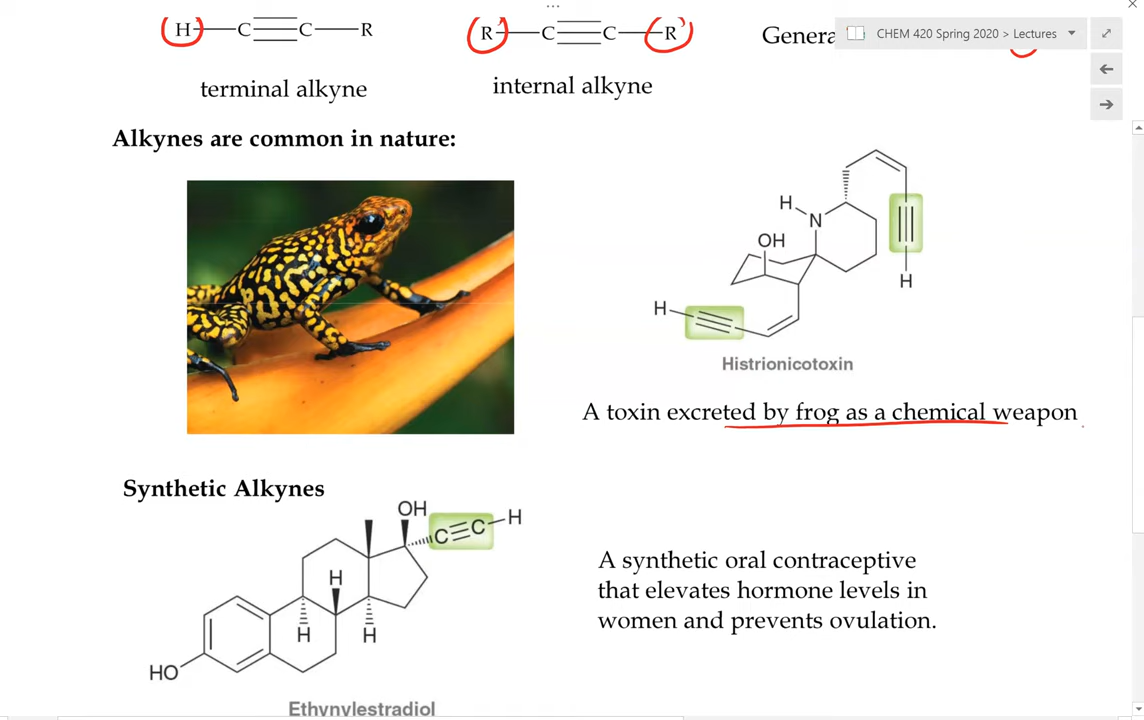 H—C≡C—R
R'—C≡C—R'
CHEM 420 Spring 2020 > Lectures
terminal alkyne
internal alkyne
Alkynes are common in nature:
H
N
OH
H
H
Histrionicotoxin
A toxin excreted by frog as a chemical weapon
Synthetic Alkynes
OH
C≡C
H
H
H
H
HO
A synthetic oral contraceptive
that elevates hormone levels in
women and prevents ovulation.
Ethynylestradiol